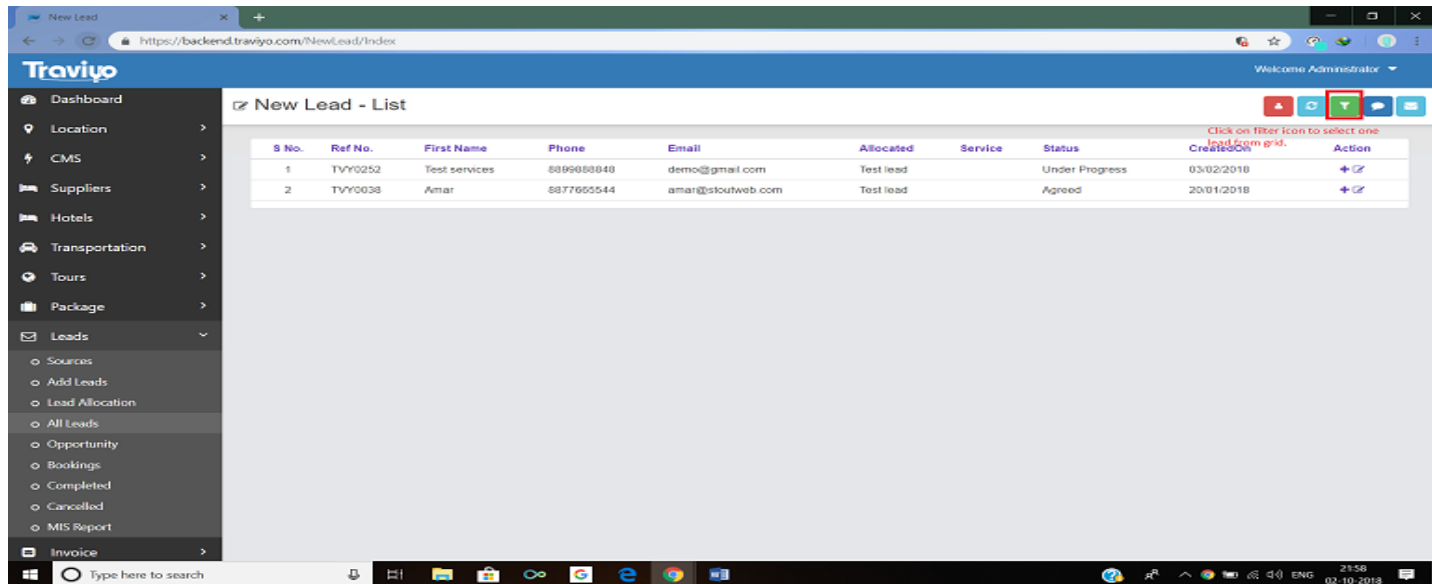 New Lead
https://backend.traviyo.com/NewLead/Index
Traviyo
Welcome Administrator
Dashboard
Location
CMS
Suppliers
Hotels
Transportation
Tours
Package
Leads
Sources
Add Leads
Lead Allocation
All Leads
Opportunity
Bookings
Completed
Cancelled
MIS Report
Invoice
New Lead - List
Click on filter icon to select one
lead from grid.
S No. Ref No. First Name Phone Email Allocated Service Status CreatedOn Action
1 TVY0252 Test services demo@gmail.com Test lead Under Progress 03/02/2018
2 TVY0038 Amar 8877665544 amar@stoutweb.com Test lead Agreed 20/01/2018
Type here to search
ENG
21:58
02-10-2018